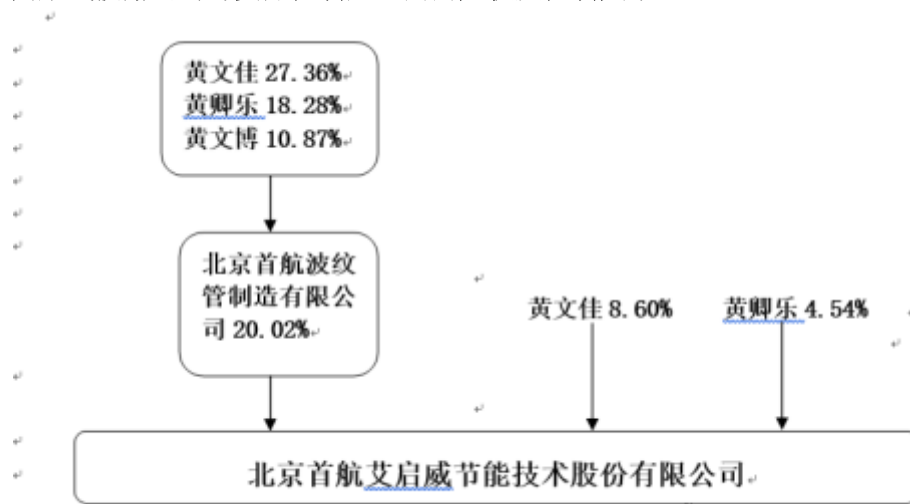 黄文佳 27.36%
黄卿乐 18.28%
黄文博 10.87%
北京首航波纹
管制造有限公
司 20.02%
黄文佳 8.60%
黄卿乐 4.54%
北京首航艾启威节能技术股份有限公司